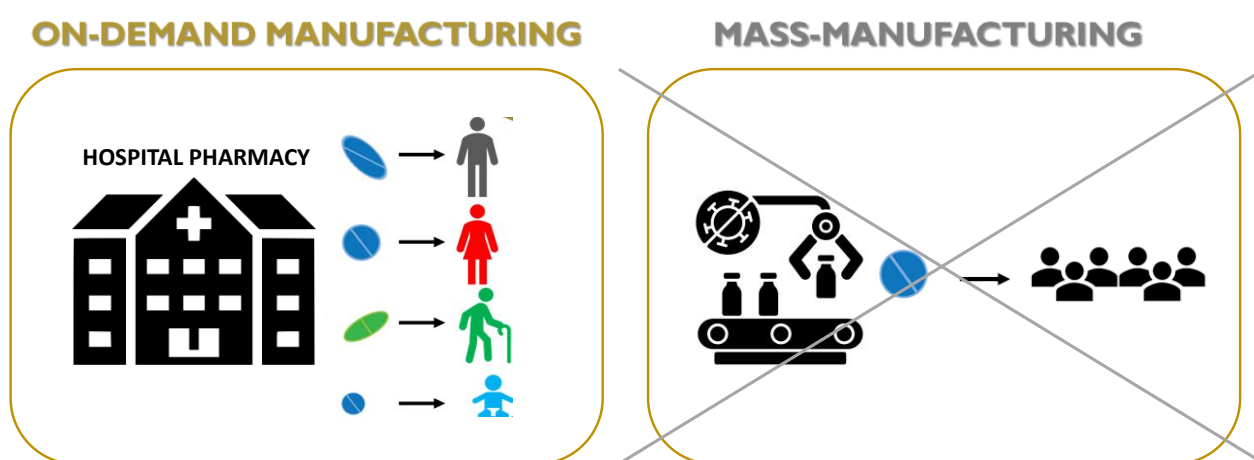 ON-DEMAND MANUFACTURING
MASS-MANUFACTURING
HOSPITAL PHARMACY